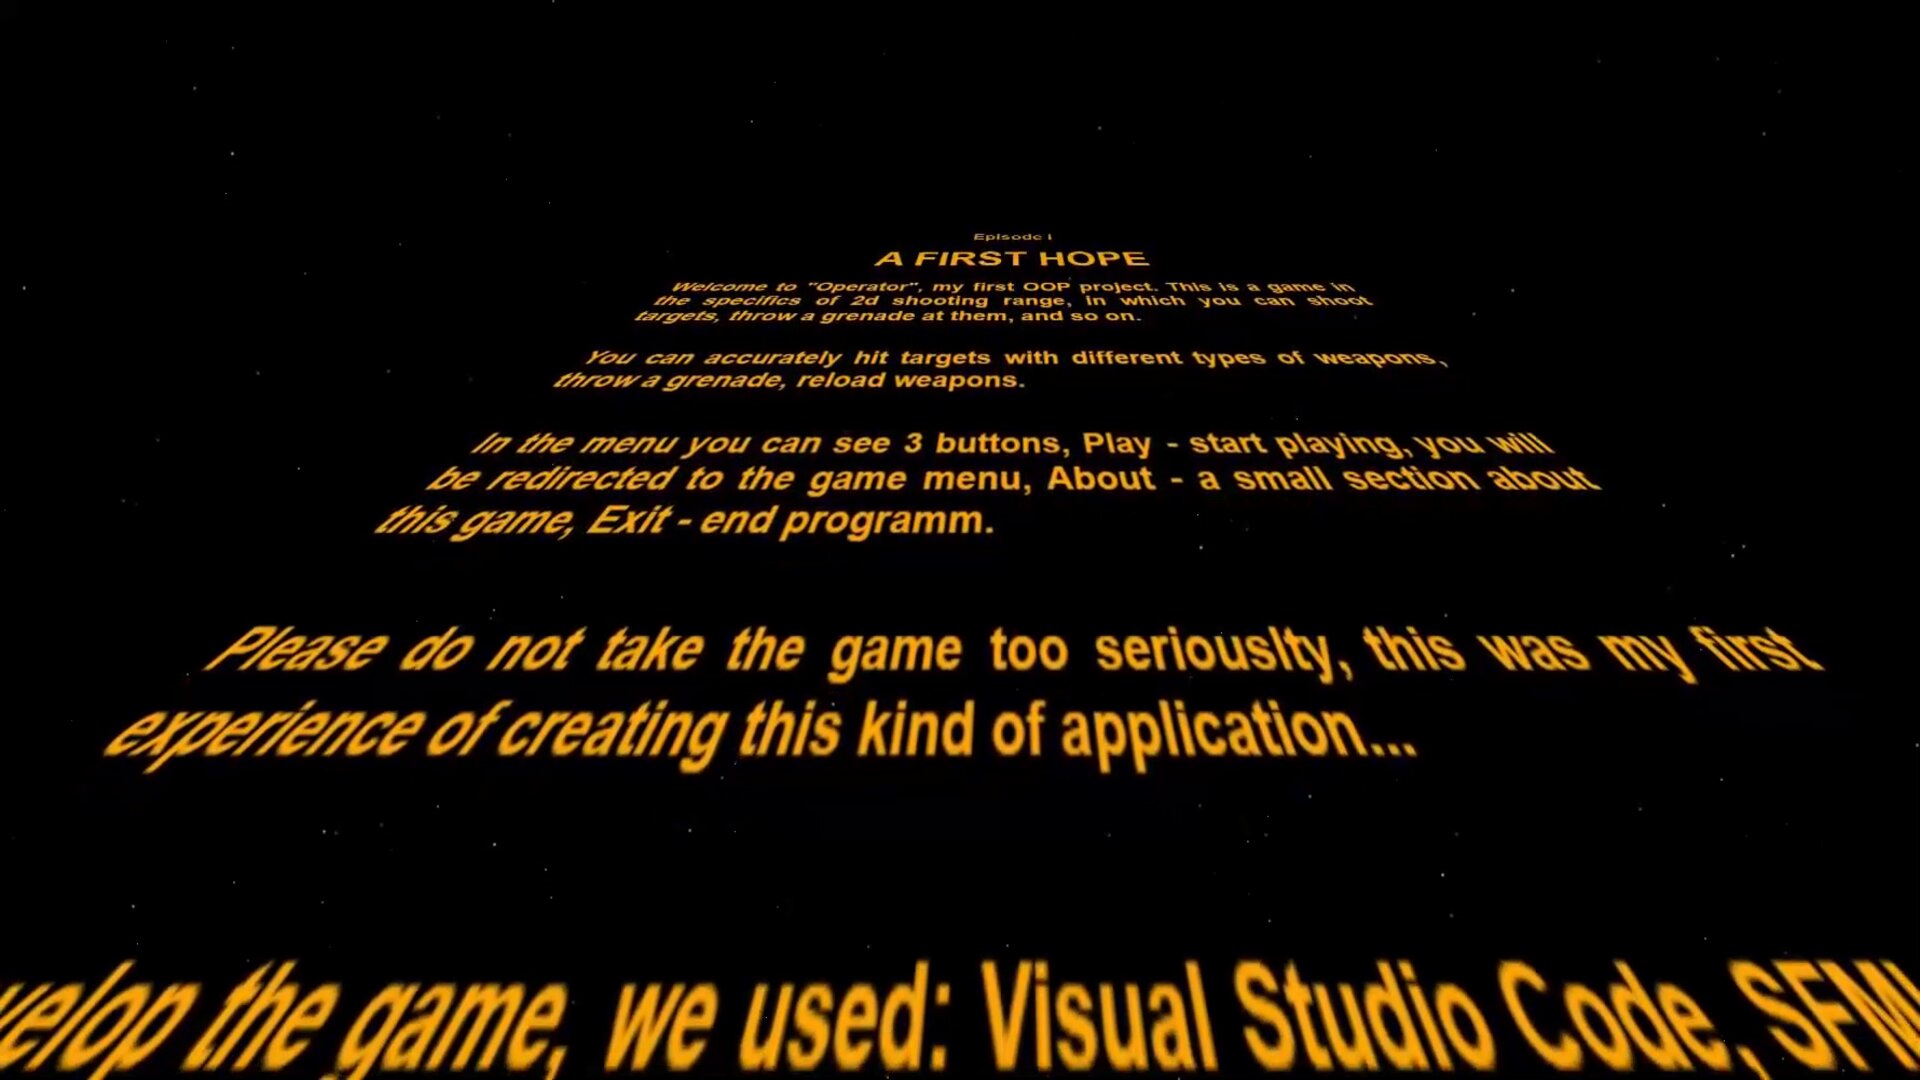 Episode I
A FIRST HOPE
Welcome to "Operator", my first OOP project. This is a game in
the specifics of 2d shooting range, in which you can shoot
targets, throw a grenade at them, and so on.
You can accurately hit targets with different types of weapons,
throw a grenade, reload weapons.
In the menu you can see 3 buttons, Play - start playing, you will
be redirected to the game menu, About - a small section about
this game, Exit - end programm.
Please do not take the game too seriouslty, this was my first
experience of creating this kind of application...
the game, we used: Visual Studio Code,